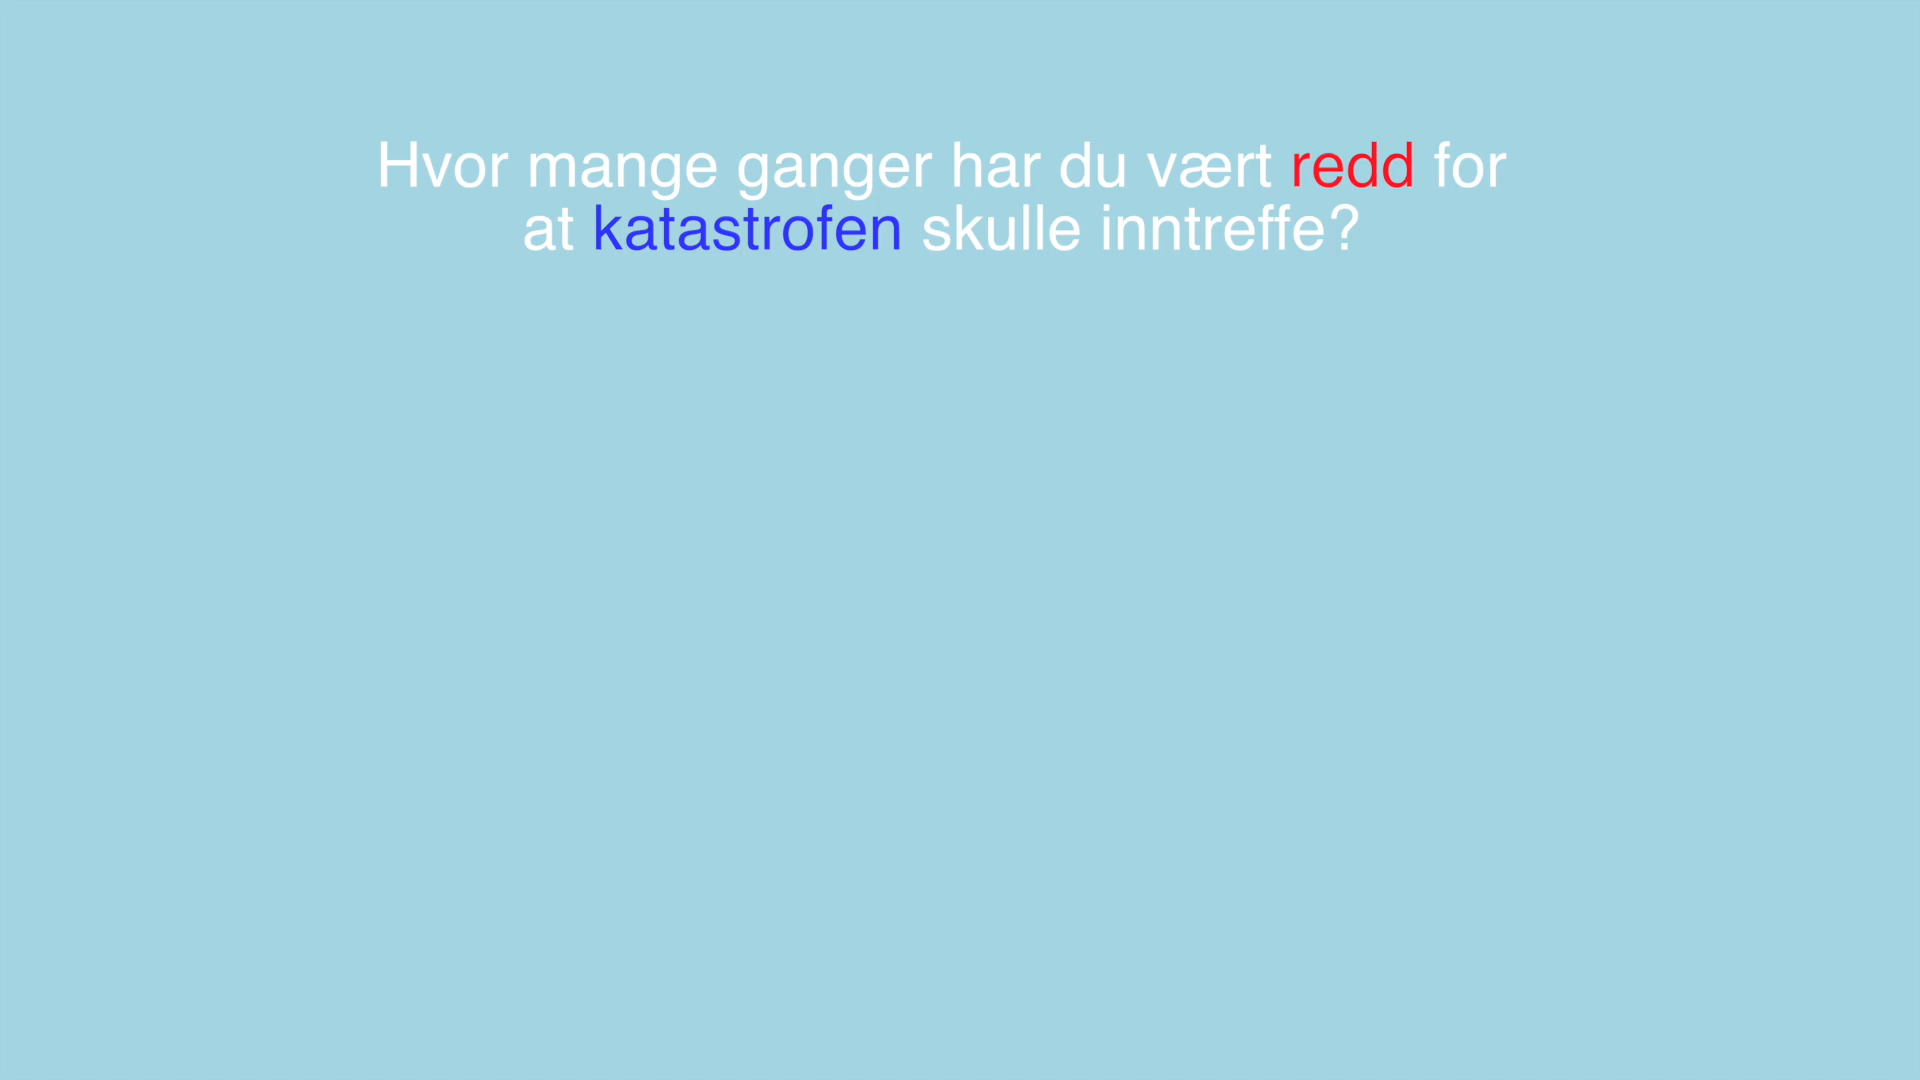 Hvor mange ganger har du vært redd for
at katastrofen skulle inntreffe?